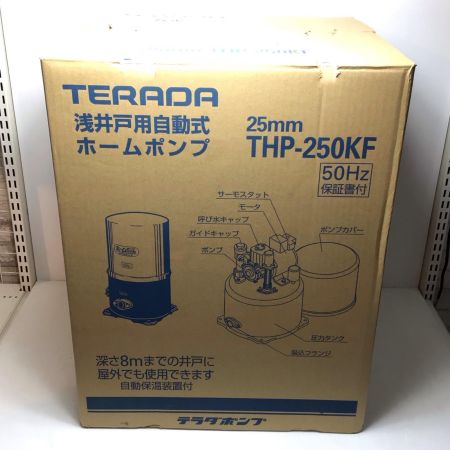 TERADA
浅井戸用自動式
ホームポンプ
25mm
THP-250KF
50Hz
保証書付
サーモスタット
モータ
呼び水キャップ
ガイドキャップ
ポンプ
ポンプカバー
圧力タンク
吸込フランジ
深さ8mまでの井戸に
屋外でも使用できます
自動保温装置付
テラダポンプ